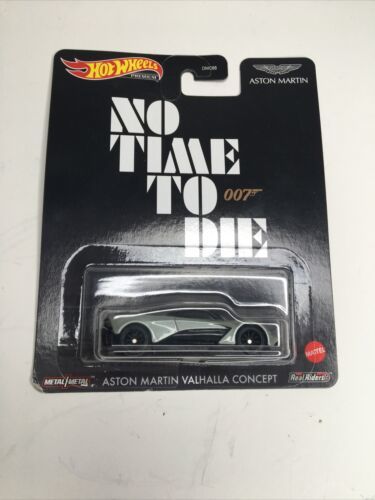 Hot Wheels
PREMIUM
DMC55
ASTON MARTIN
NO
TIME
TO
DIE
007
MATTEL
METAL/METAL
ASTON MARTIN VALHALLA CONCEPT
Real Riders